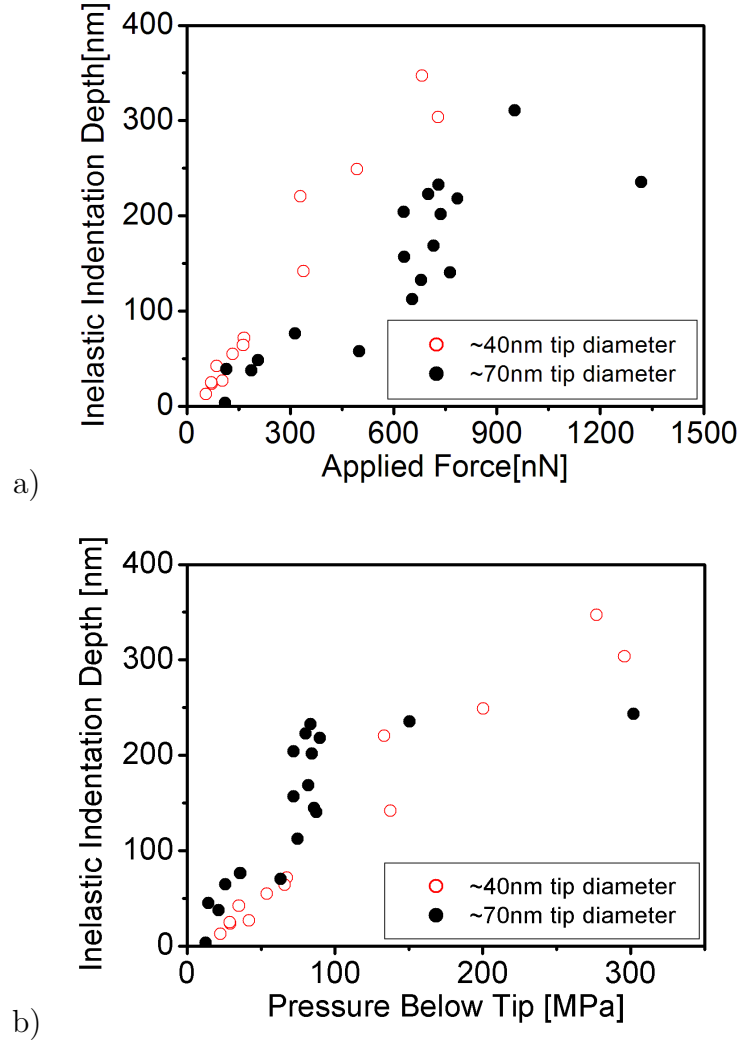 400
300
200
100
0
Inelastic Indentation Depth[nm]
~40nm tip diameter
~70nm tip diameter
0 300 600 900 1200 1500
Applied Force[nN]
a)
400
300
200
100
0
Inelastic Indentation Depth [nm]
~40nm tip diameter
~70nm tip diameter
0 100 200 300
Pressure Below Tip [MPa]
b)